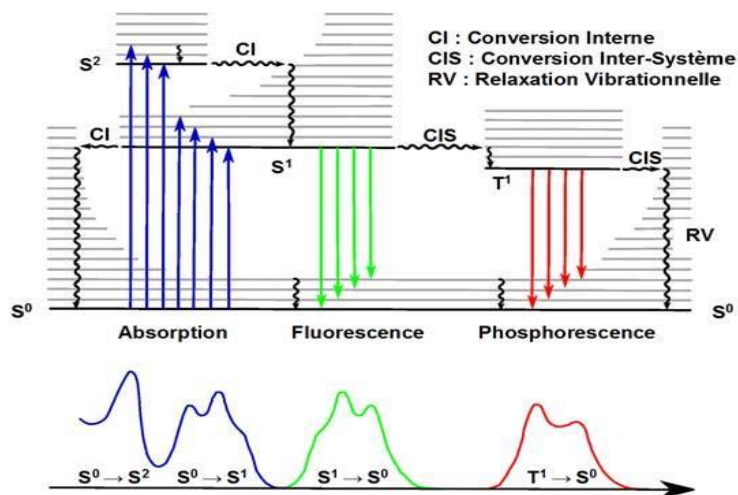 CI : Conversion Interne
CIS : Conversion Inter-Système
RV : Relaxation Vibrationnelle
S²
CI
CI
S¹
CIS
T¹
CIS
RV
S⁰
S⁰
Absorption
Fluorescence
Phosphorescence
S⁰ → S²
S⁰ → S¹
S¹ → S⁰
T¹ → S⁰